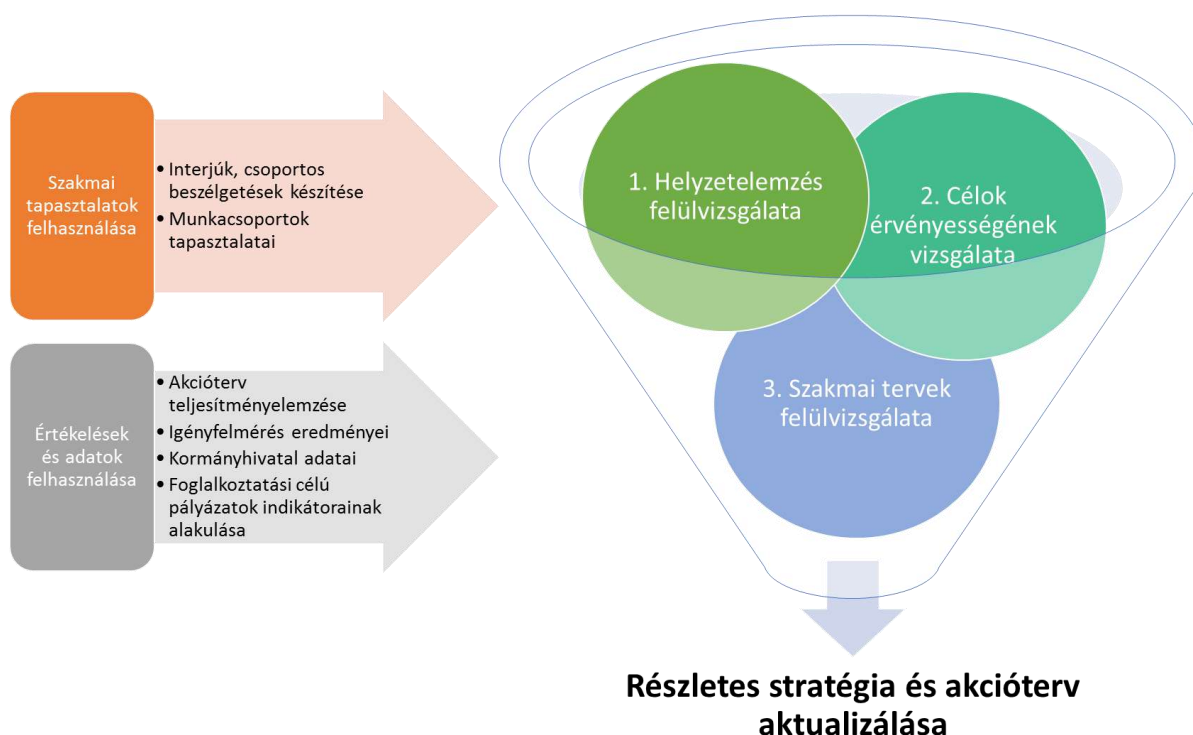 Szakmai
tapasztalatok
felhasználása
• Interjúk, csoportos
beszélgetések készítése
• Munkacsoportok
tapasztalatai
Értékelések
és adatok
felhasználása
• Akcióterv
teljesítményelemzése
• Igényfelmérés eredményei
• Kormányhivatal adatai
• Foglalkoztatási célú
pályázatok indikátorainak
alakulása
1. Helyzetelemzés
felülvizsgálata
2. Célok
érvényességének
vizsgálata
3. Szakmai tervek
felülvizsgálata
Részletes stratégia és akcióterv
aktualizálása